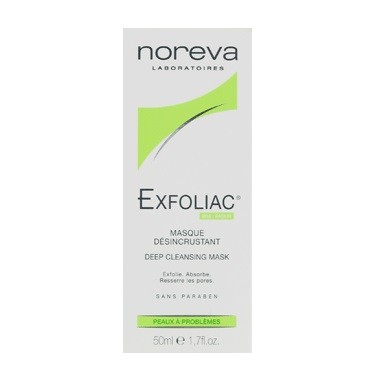 noreva
LABORATOIRES
EXFOLIAC®
MASQUE
DÉSINCRUSTANT
DEEP CLEANSING MASK
Exfolie. Absorbe.
Resserre les pores.
SANS PARABEN
PEAUX À PROBLÈMES
50ml e 1,7fl.oz.